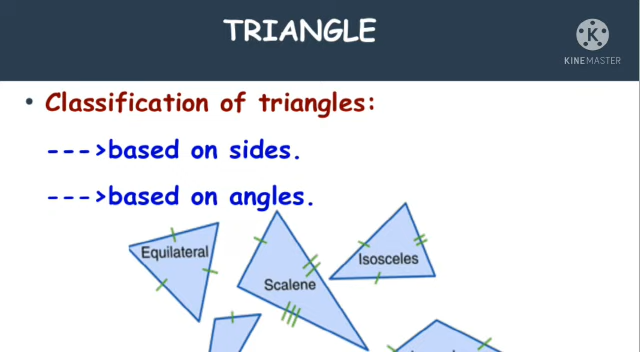 TRIANGLE
K
KINEMASTER
• Classification of triangles:
--->based on sides.
--->based on angles.
Equilateral
Isosceles
Scalene